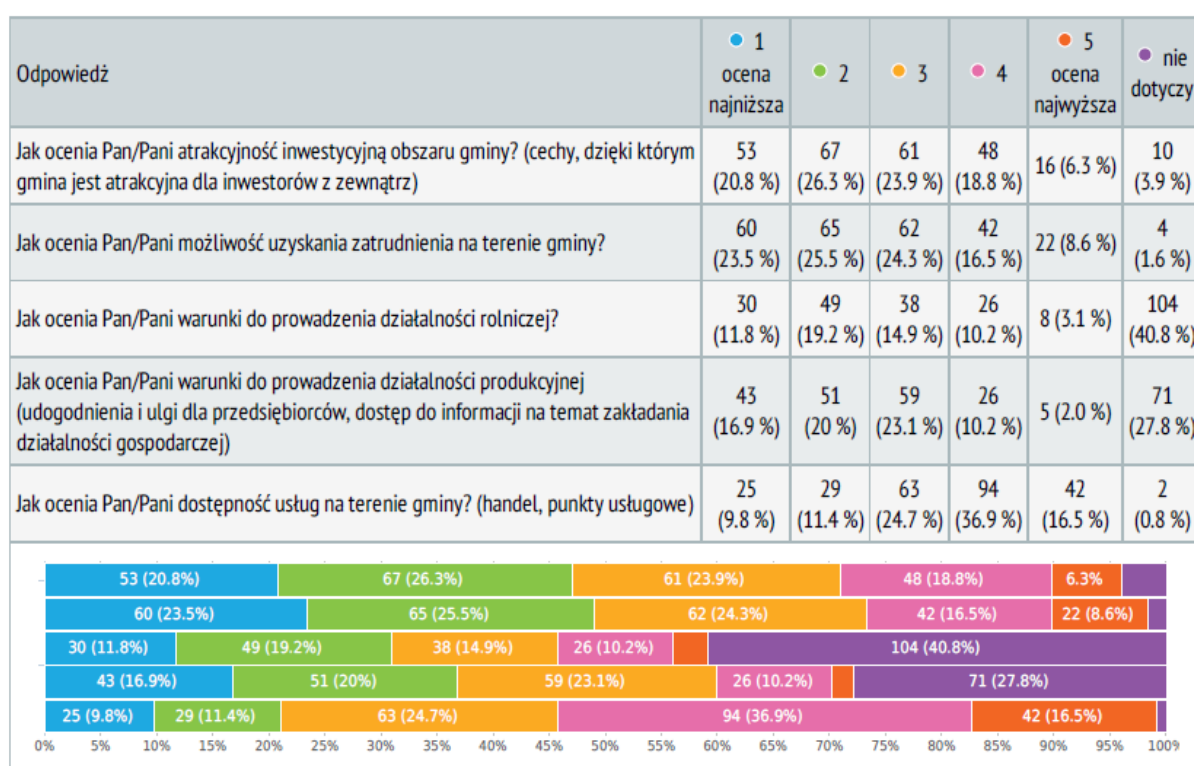 Odpowiedź
1
ocena
najniższa
2
3
4
5
ocena
najwyższa
nie
dotyczy
Jak ocenia Pan/Pani atrakcyjność inwestycyjną obszaru gminy? (cechy, dzięki którym
gmina jest atrakcyjna dla inwestorów z zewnątrz)
53
(20.8 %)
67
(26.3 %)
61
(23.9 %)
48
(18.8 %)
16 (6.3 %)
10
(3.9 %)
Jak ocenia Pan/Pani możliwość uzyskania zatrudnienia na terenie gminy?
60
(23.5 %)
65
(25.5 %)
62
(24.3 %)
42
(16.5 %)
22 (8.6 %)
4
(1.6 %)
Jak ocenia Pan/Pani warunki do prowadzenia działalności rolniczej?
30
(11.8 %)
49
(19.2 %)
38
(14.9 %)
26
(10.2 %)
8 (3.1 %)
104
(40.8 %)
Jak ocenia Pan/Pani warunki do prowadzenia działalności produkcyjnej
(udogodnienia i ulgi dla przedsiębiorców, dostęp do informacji na temat zakładania
działalności gospodarczej)
43
(16.9 %)
51
(20 %)
59
(23.1 %)
26
(10.2 %)
5 (2.0 %)
71
(27.8 %)
Jak ocenia Pan/Pani dostępność usług na terenie gminy? (handel, punkty usługowe)
25
(9.8 %)
29
(11.4 %)
63
(24.7 %)
94
(36.9 %)
42
(16.5 %)
2
(0.8 %)
53 (20.8%) 67 (26.3%) 61 (23.9%) 48 (18.8%) 6.3%
60 (23.5%) 65 (25.5%) 62 (24.3%) 42 (16.5%) 22 (8.6%)
30 (11.8%) 49 (19.2%) 38 (14.9%) 26 (10.2%) 104 (40.8%)
43 (16.9%) 51 (20%) 59 (23.1%) 26 (10.2%) 71 (27.8%)
25 (9.8%) 29 (11.4%) 63 (24.7%) 94 (36.9%) 42 (16.5%)
0% 5% 10% 15% 20% 25% 30% 35% 40% 45% 50% 55% 60% 65% 70% 75% 80% 85% 90% 95% 100%